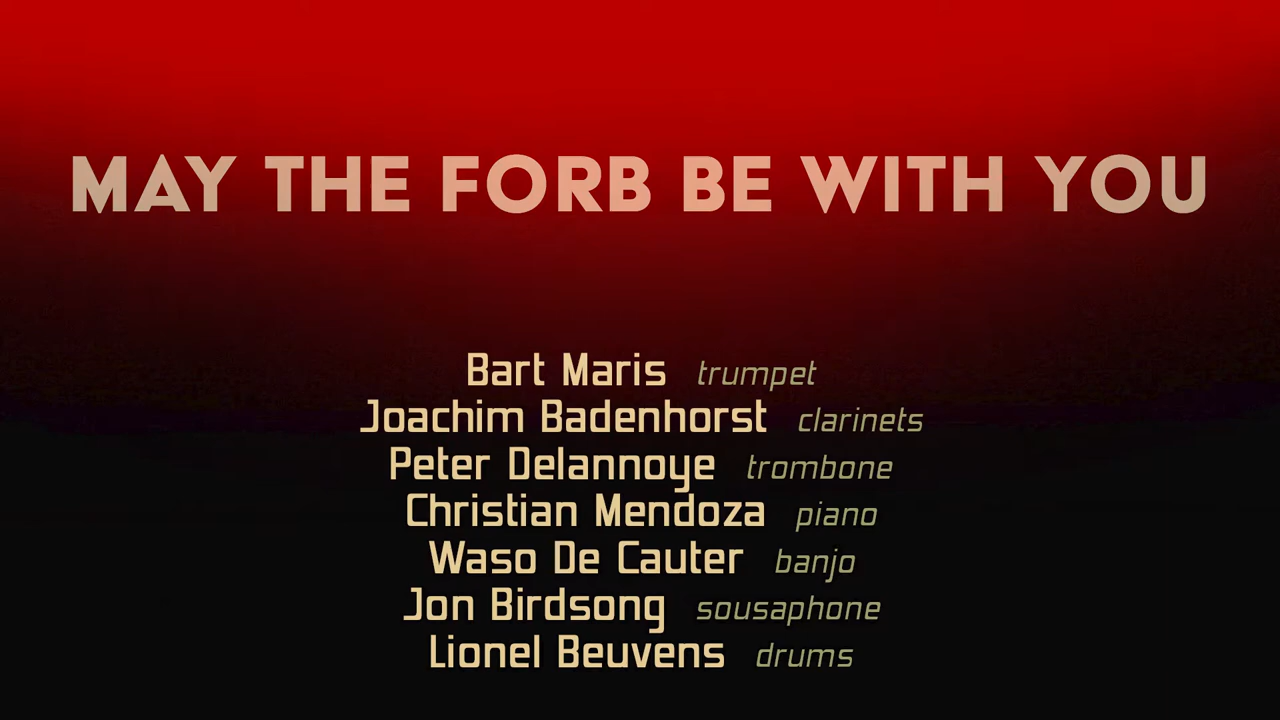 MAY THE FORB BE WITH YOU
Bart Maris trumpet
Joachim Badenhorst clarinets
Peter Delannoye trombone
Christian Mendoza piano
Waso De Cauter banjo
Jon Birdsong sousaphone
Lionel Beuvens drums